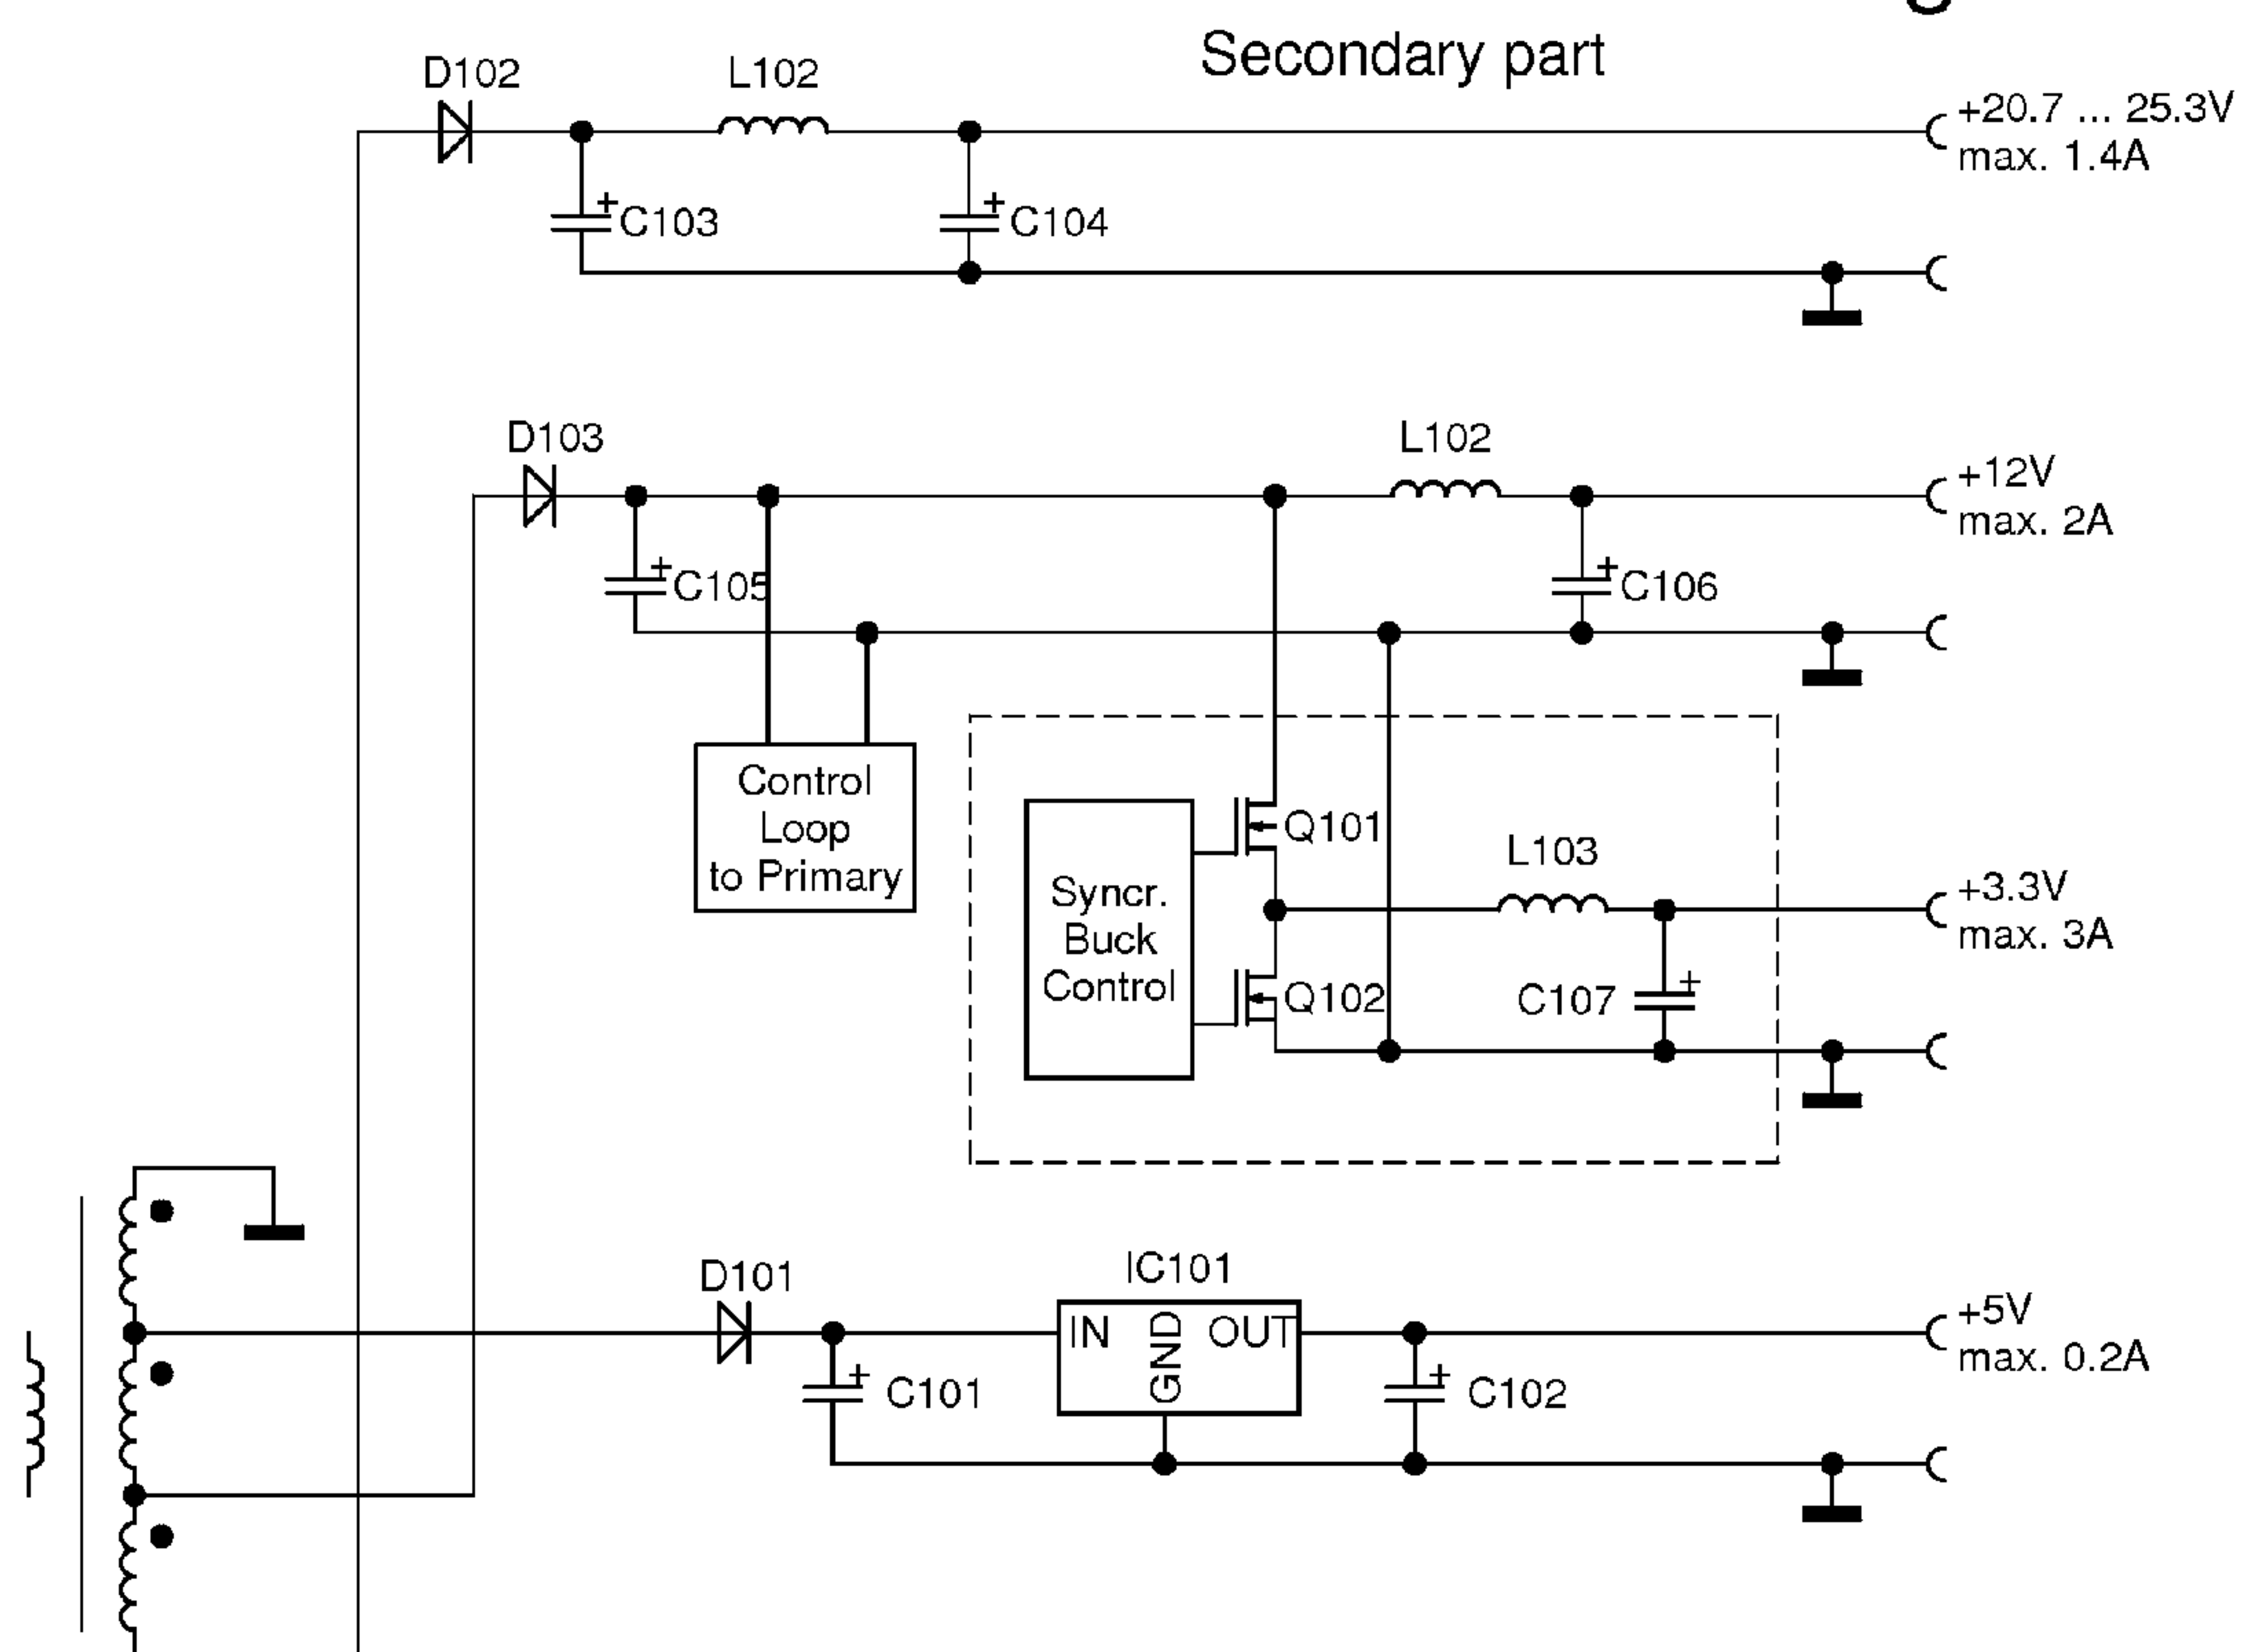 Secondary part
D102
L102
+20.7 ... 25.3V
max. 1.4A
+
C103
+
C104
D103
L102
+12V
max. 2A
+
C105
+
C106
Control
Loop
to Primary
Q101
L103
Syncr.
Buck
Control
+3.3V
max. 3A
Q102
C107
+
D101
IC101
IN
GND
OUT
+5V
max. 0.2A
+
C101
+
C102